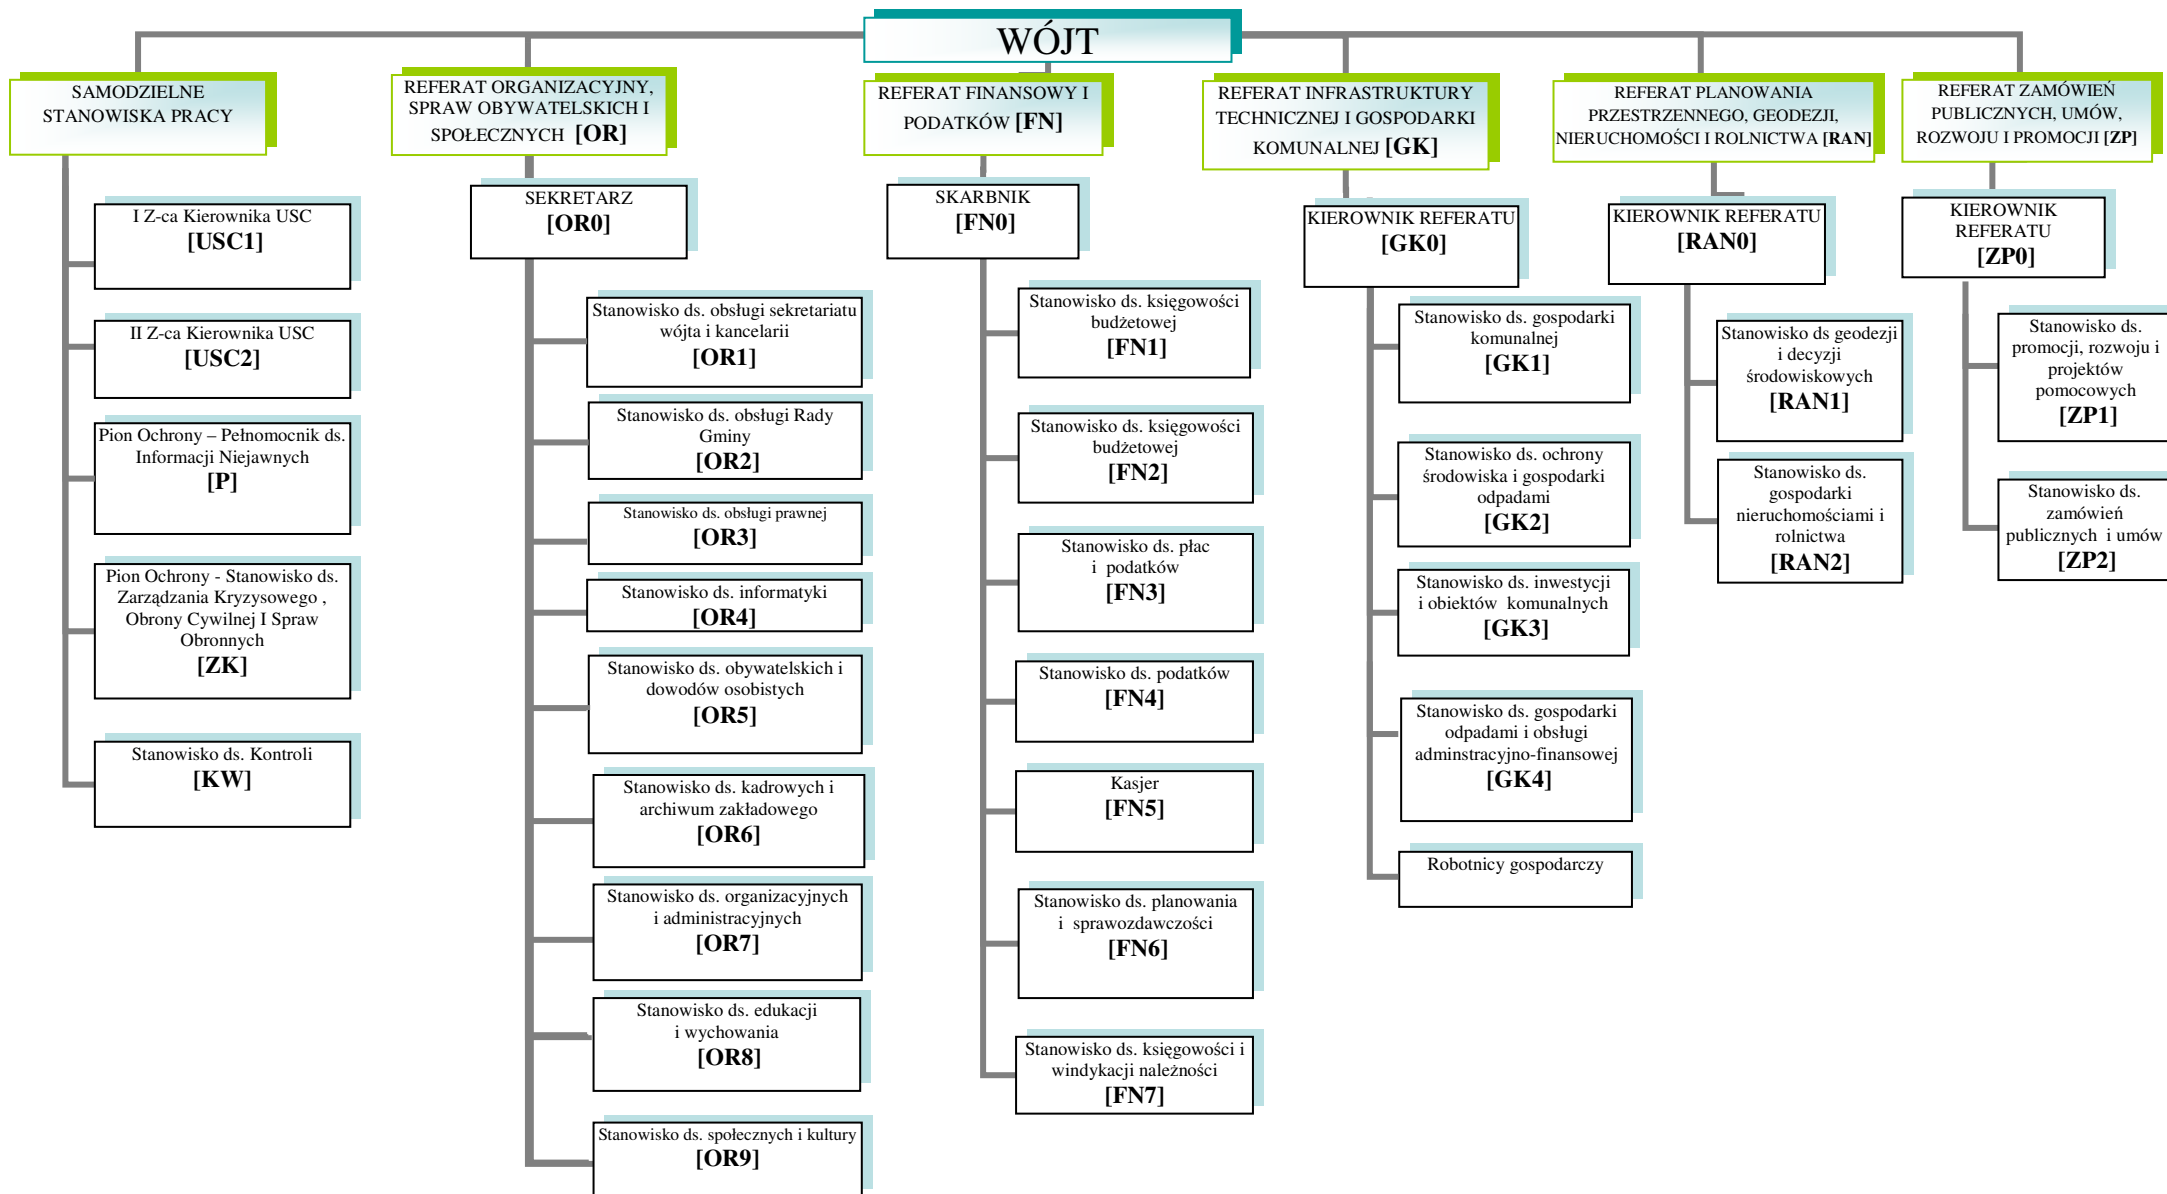 WÓJT
SAMODZIELNE
STANOWISKA PRACY
I Z-ca Kierownika USC
[USC1]
II Z-ca Kierownika USC
[USC2]
Pion Ochrony – Pełnomocnik ds.
Informacji Niejawnych
[P]
Pion Ochrony - Stanowisko ds.
Zarządzania Kryzysowego ,
Obrony Cywilnej I Spraw
Obronnych
[ZK]
Stanowisko ds. Kontroli
[KW]
REFERAT ORGANIZACYJNY,
SPRAW OBYWATELSKICH I
SPOŁECZNYCH [OR]
SEKRETARZ
[OR0]
Stanowisko ds. obsługi sekretariatu
wójta i kancelarii
[OR1]
Stanowisko ds. obsługi Rady
Gminy
[OR2]
Stanowisko ds. obsługi prawnej
[OR3]
Stanowisko ds. informatyki
[OR4]
Stanowisko ds. obywatelskich i
dowodów osobistych
[OR5]
Stanowisko ds. kadrowych i
archiwum zakładowego
[OR6]
Stanowisko ds. organizacyjnych
i administracyjnych
[OR7]
Stanowisko ds. edukacji
i wychowania
[OR8]
Stanowisko ds. społecznych i kultury
[OR9]
REFERAT FINANSOWY I
PODATKÓW [FN]
SKARBNIK
[FN0]
Stanowisko ds. księgowości
budżetowej
[FN1]
Stanowisko ds. księgowości
budżetowej
[FN2]
Stanowisko ds. płac
i podatków
[FN3]
Stanowisko ds. podatków
[FN4]
Kasjer
[FN5]
Stanowisko ds. planowania
i sprawozdawczości
[FN6]
Stanowisko ds. księgowości i
windykacji należności
[FN7]
REFERAT INFRASTRUKTURY
TECHNICZNEJ I GOSPODARKI
KOMUNALNEJ [GK]
KIEROWNIK REFERATU
[GK0]
Stanowisko ds. gospodarki
komunalnej
[GK1]
Stanowisko ds. ochrony
środowiska i gospodarki
odpadami
[GK2]
Stanowisko ds. inwestycji
i obiektów komunalnych
[GK3]
Stanowisko ds. gospodarki
odpadami i obsługi
adminstracyjno-finansowej
[GK4]
Robotnicy gospodarczy
REFERAT PLANOWANIA
PRZESTRZENNEGO, GEODEZJI,
NIERUCHOMOŚCI I ROLNICTWA [RAN]
KIEROWNIK REFERATU
[RAN0]
Stanowisko ds geodezji
i decyzji
środowiskowych
[RAN1]
Stanowisko ds.
gospodarki
nieruchomościami i
rolnictwa
[RAN2]
REFERAT ZAMÓWIEŃ
PUBLICZNYCH, UMÓW,
ROZWOJU I PROMOCJI [ZP]
KIEROWNIK
REFERATU
[ZP0]
Stanowisko ds.
promocji, rozwoju i
projektów
pomocowych
[ZP1]
Stanowisko ds.
zamówień
publicznych i umów
[ZP2]